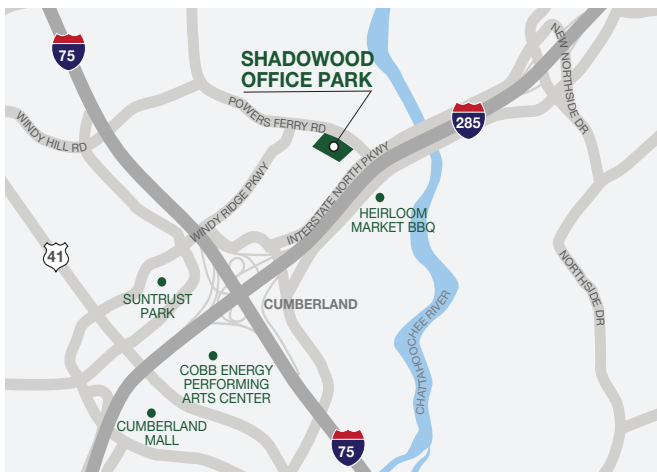 75
SHADOWOOD
OFFICE PARK
NEW NORTHSIDE DR
POWERS FERRY RD
285
WINDY HILL RD
WINDY RIDGE PKWY
INTERSTATE NORTH PKWY
HEIRLOOM
MARKET BBQ
41
NORTHSIDE DR
SUNTRUST
PARK
CUMBERLAND
CHATTAHOOCHEE RIVER
COBB ENERGY
PERFORMING
ARTS CENTER
CUMBERLAND
MALL
75